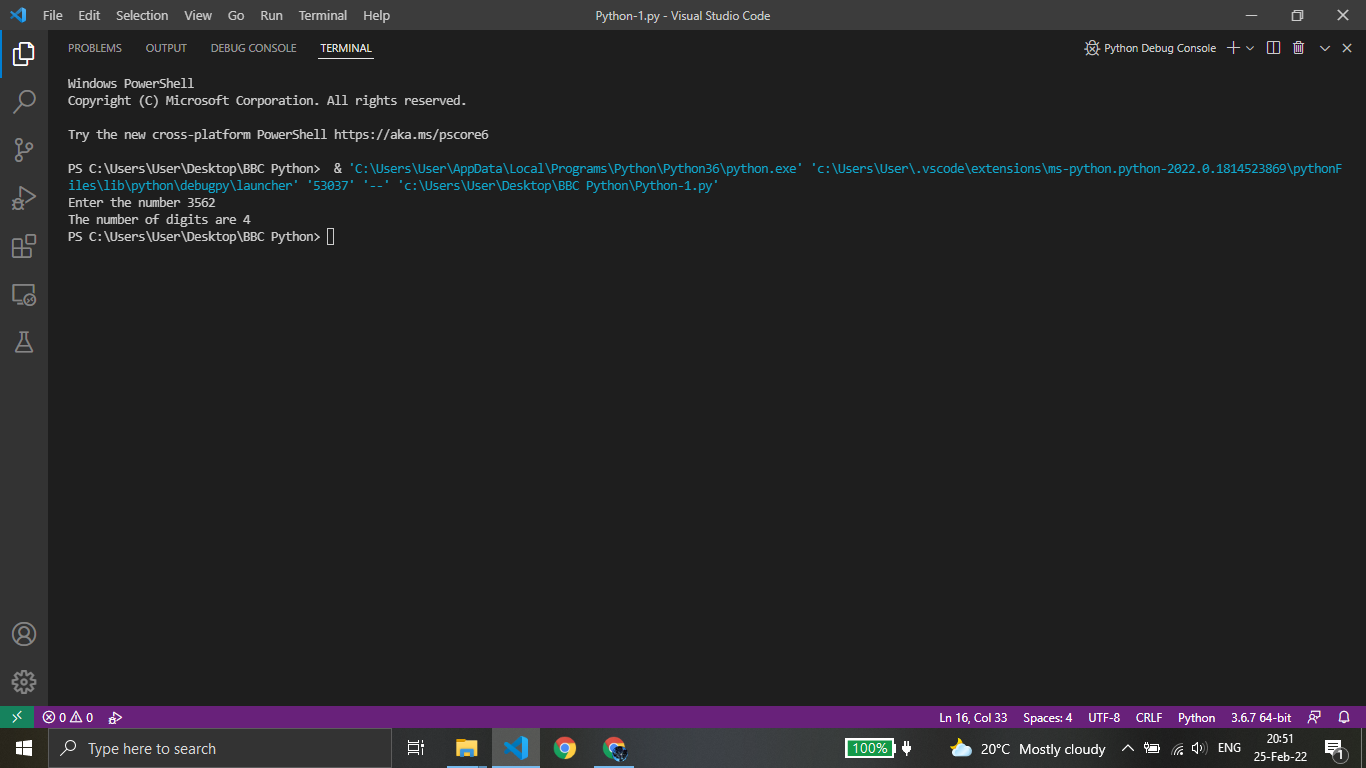 File Edit Selection View Go Run Terminal Help
Python-1.py - Visual Studio Code
PROBLEMS OUTPUT DEBUG CONSOLE TERMINAL
Python Debug Console
Windows PowerShell
Copyright (C) Microsoft Corporation. All rights reserved.
Try the new cross-platform PowerShell https://aka.ms/pscore6
PS C:\Users\User\Desktop\BBC Python>  & 'C:\Users\User\AppData\Local\Programs\Python\Python36\python.exe' 'c:\Users\User\.vscode\extensions\ms-python.python-2022.0.1814523869\pythonF
iles\lib\python\debugpy\launcher' '53037' '--' 'c:\Users\User\Desktop\BBC Python\Python-1.py'
Enter the number 3562
The number of digits are 4
PS C:\Users\User\Desktop\BBC Python>
0 0
Ln 16, Col 33 Spaces: 4 UTF-8 CRLF Python 3.6.7 64-bit
Type here to search
100%
20°C Mostly cloudy
ENG
20:51
25-Feb-22
1